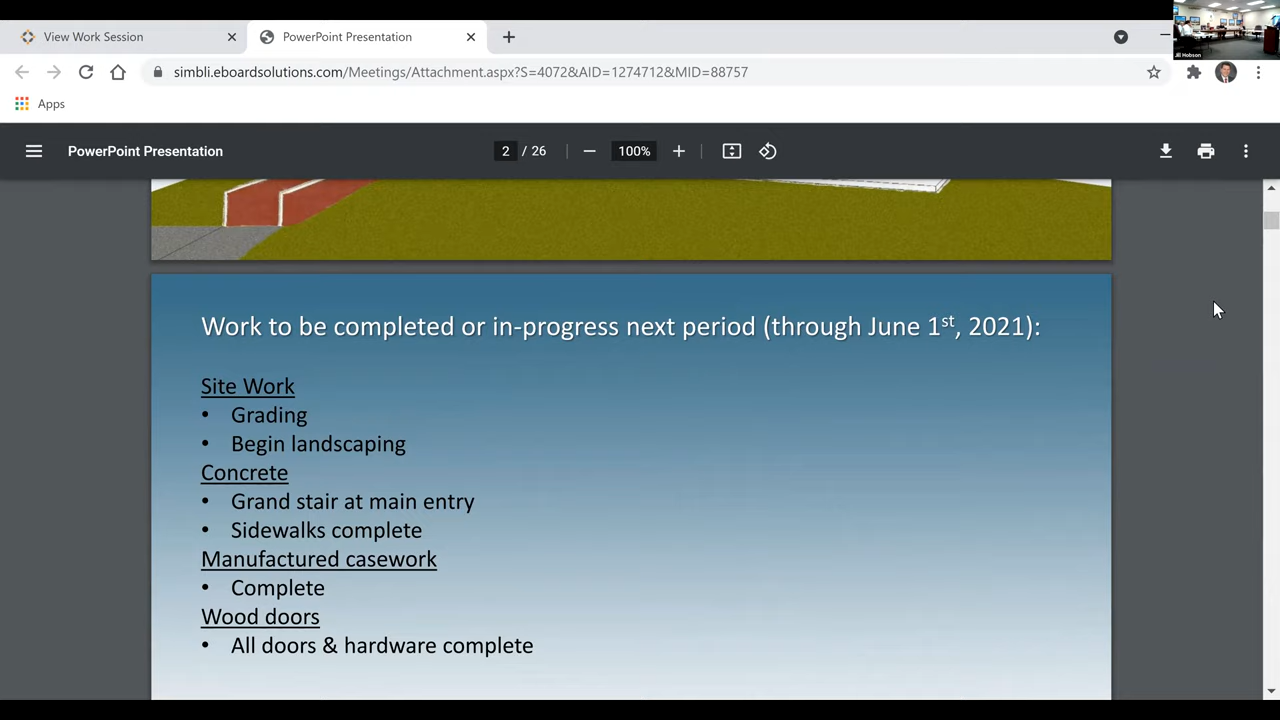 View Work Session
PowerPoint Presentation
Jill Hobson
simbli.eboardsolutions.com/Meetings/Attachment.aspx?S=4072&AID=1274712&MID=88757
Apps
PowerPoint Presentation
2 / 26
100%
Work to be completed or in-progress next period (through June 1st, 2021):
Site Work
• Grading
• Begin landscaping
Concrete
• Grand stair at main entry
• Sidewalks complete
Manufactured casework
• Complete
Wood doors
• All doors & hardware complete